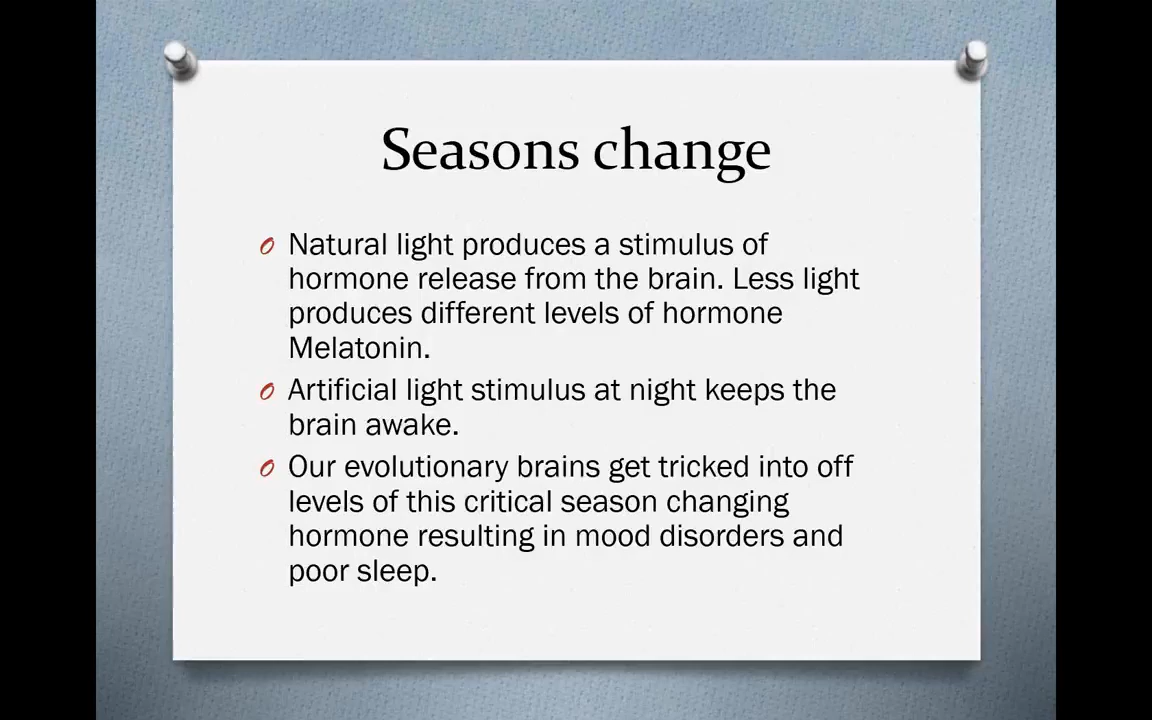 Seasons change
Natural light produces a stimulus of
hormone release from the brain. Less light
produces different levels of hormone
Melatonin.
Artificial light stimulus at night keeps the
brain awake.
Our evolutionary brains get tricked into off
levels of this critical season changing
hormone resulting in mood disorders and
poor sleep.